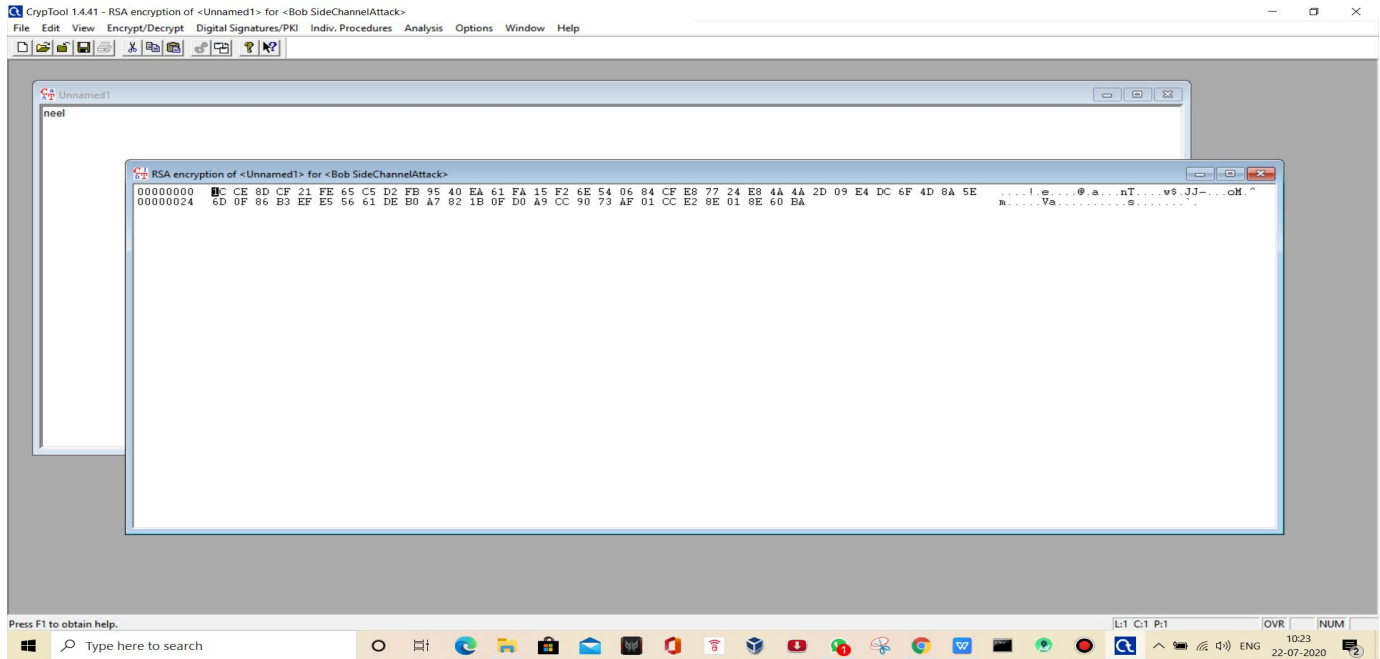 CrypTool 1.4.41 - RSA encryption of <Unnamed1> for <Bob SideChannelAttack>
File Edit View Encrypt/Decrypt Digital Signatures/PKI Indiv. Procedures Analysis Options Window Help
Unnamed1
neel
RSA encryption of <Unnamed1> for <Bob SideChannelAttack>
00000000 1C CE 8D CF 21 FE 65 C5 D2 FB 95 40 EA 61 FA 15 F2 6E 54 06 84 CF E8 77 24 E8 4A 4A 2D 09 E4 DC 6F 4D 8A 5E ....!.e....@.a...nT....w$.JJ-...oM.^
00000024 6D 0F 86 B3 EF E5 56 61 DE B0 A7 82 1B 0F D0 A9 CC 90 73 AF 01 CC E2 8E 01 8E 60 BA m.....Va..........s.......`.
Press F1 to obtain help.
L:1 C:1 P:1 OVR NUM
Type here to search
ENG
10:23
22-07-2020